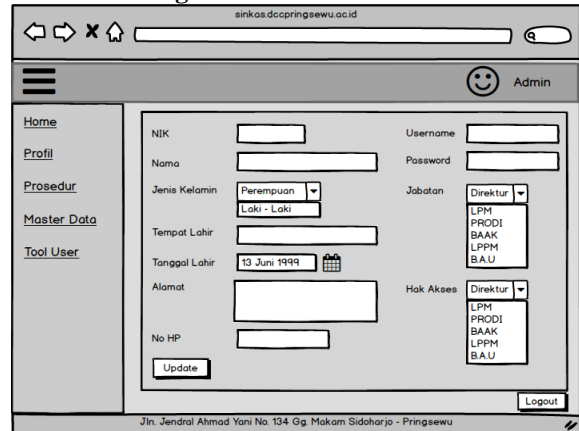 sinkas.dccpringsewu.ac.id
Admin
Home
Profil
Prosedur
Master Data
Tool User
NIK
Nama
Jenis Kelamin
Perempuan
Laki - Laki
Tempat Lahir
Tanggal Lahir
13 Juni 1999
Alamat
No HP
Update
Username
Password
Jabatan
Direktur
LPM
PRODI
BAAK
LPPM
B.A.U
Hak Akses
Direktur
LPM
PRODI
BAAK
LPPM
B.A.U
Logout
Jln. Jendral Ahmad Yani No. 134 Gg. Makam Sidoharjo - Pringsewu